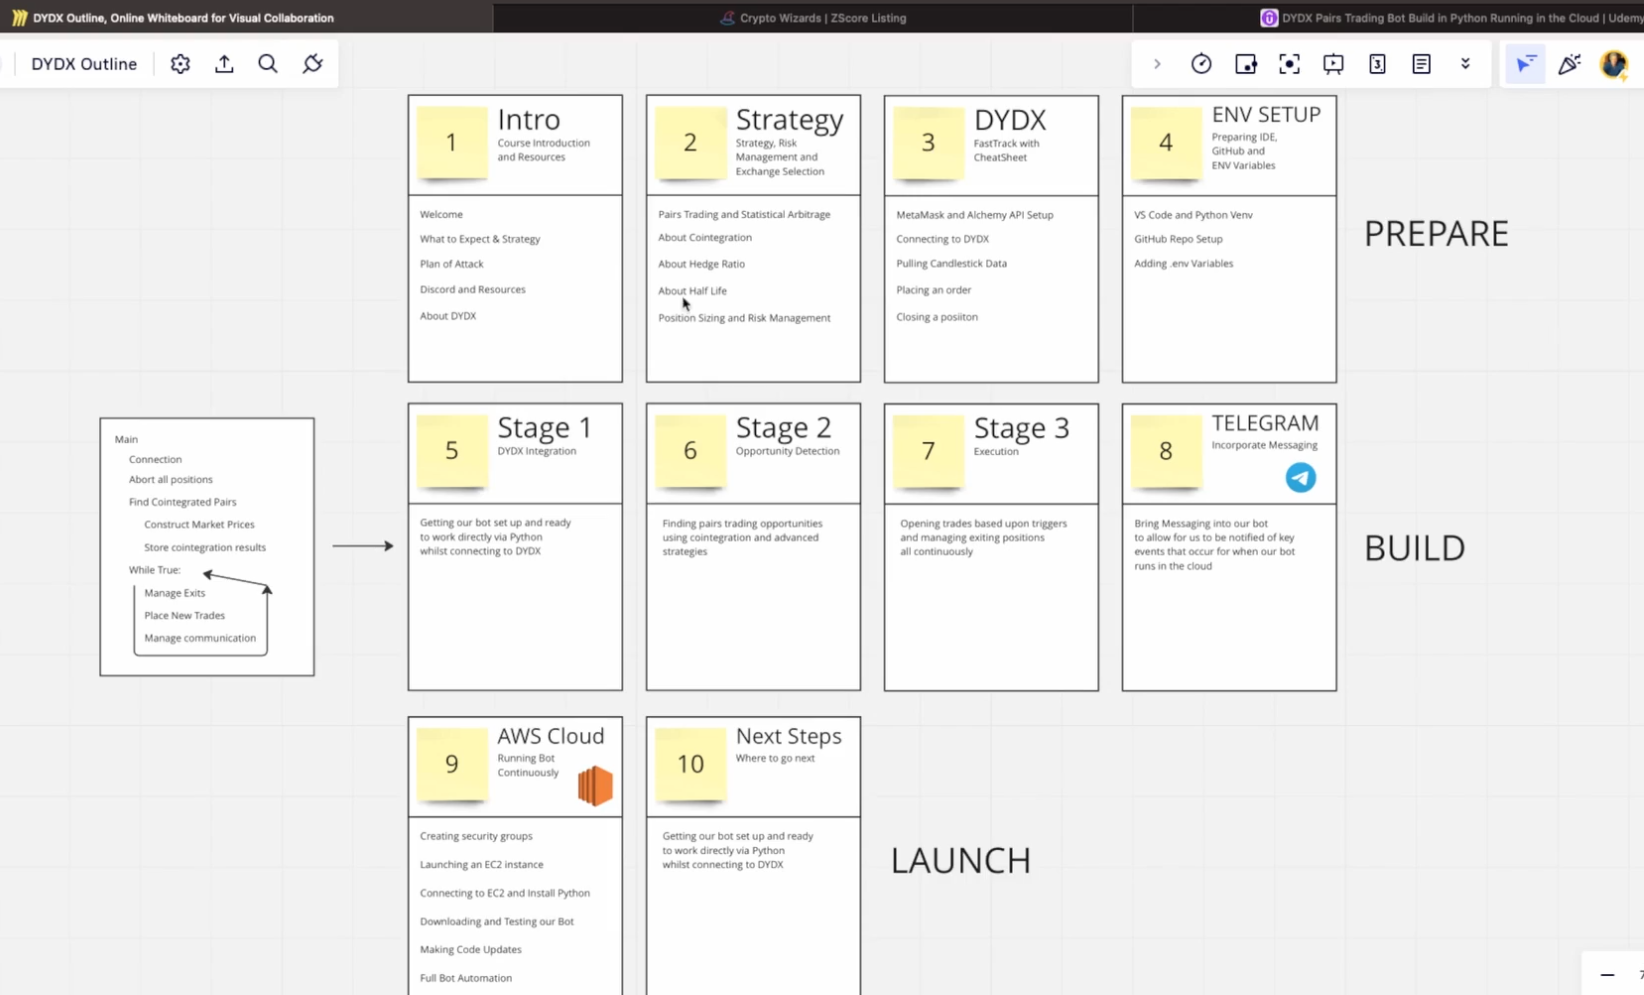 DYDX Outline, Online Whiteboard for Visual Collaboration
Crypto Wizards | ZScore Listing
DYDX Pairs Trading Bot Build in Python Running in the Cloud | Udemy
DYDX Outline
3
1
Intro
Course Introduction
and Resources
Welcome
What to Expect & Strategy
Plan of Attack
Discord and Resources
About DYDX
2
Strategy
Strategy, Risk
Management and
Exchange Selection
Pairs Trading and Statistical Arbitrage
About Cointegration
About Hedge Ratio
About Half Life
Position Sizing and Risk Management
3
DYDX
FastTrack with
CheatSheet
MetaMask and Alchemy API Setup
Connecting to DYDX
Pulling Candlestick Data
Placing an order
Closing a posiiton
4
ENV SETUP
Preparing IDE,
GitHub and
ENV Variables
VS Code and Python Venv
GitHub Repo Setup
Adding .env Variables
PREPARE
Main
Connection
Abort all positions
Find Cointegrated Pairs
Construct Market Prices
Store cointegration results
While True:
Manage Exits
Place New Trades
Manage communication
5
Stage 1
DYDX Integration
Getting our bot set up and ready
to work directly via Python
whilst connecting to DYDX
6
Stage 2
Opportunity Detection
Finding pairs trading opportunities
using cointegration and advanced
strategies
7
Stage 3
Execution
Opening trades based upon triggers
and managing exiting positions
all continuously
8
TELEGRAM
Incorporate Messaging
Bring Messaging into our bot
to allow for us to be notified of key
events that occur for when our bot
runs in the cloud
BUILD
9
AWS Cloud
Running Bot
Continuously
Creating security groups
Launching an EC2 instance
Connecting to EC2 and Install Python
Downloading and Testing our Bot
Making Code Updates
Full Bot Automation
10
Next Steps
Where to go next
Getting our bot set up and ready
to work directly via Python
whilst connecting to DYDX
LAUNCH